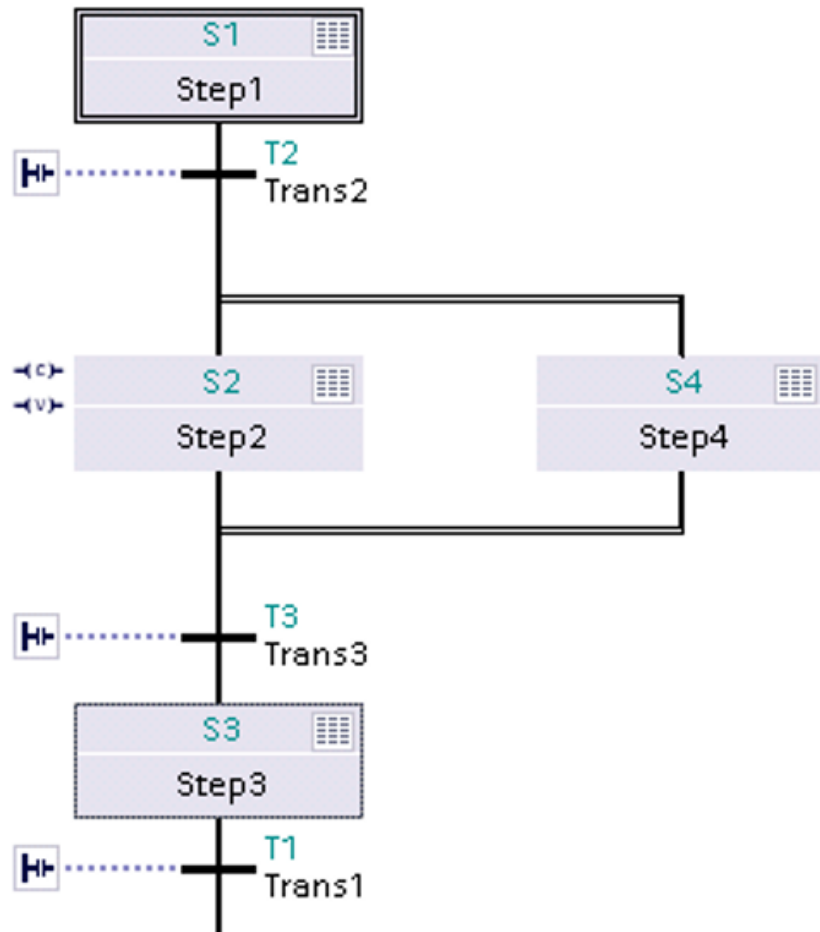 S1
Step1
T2
Trans2
(C)
S2
S4
(V)
Step2
Step4
T3
Trans3
S3
Step3
T1
Trans1